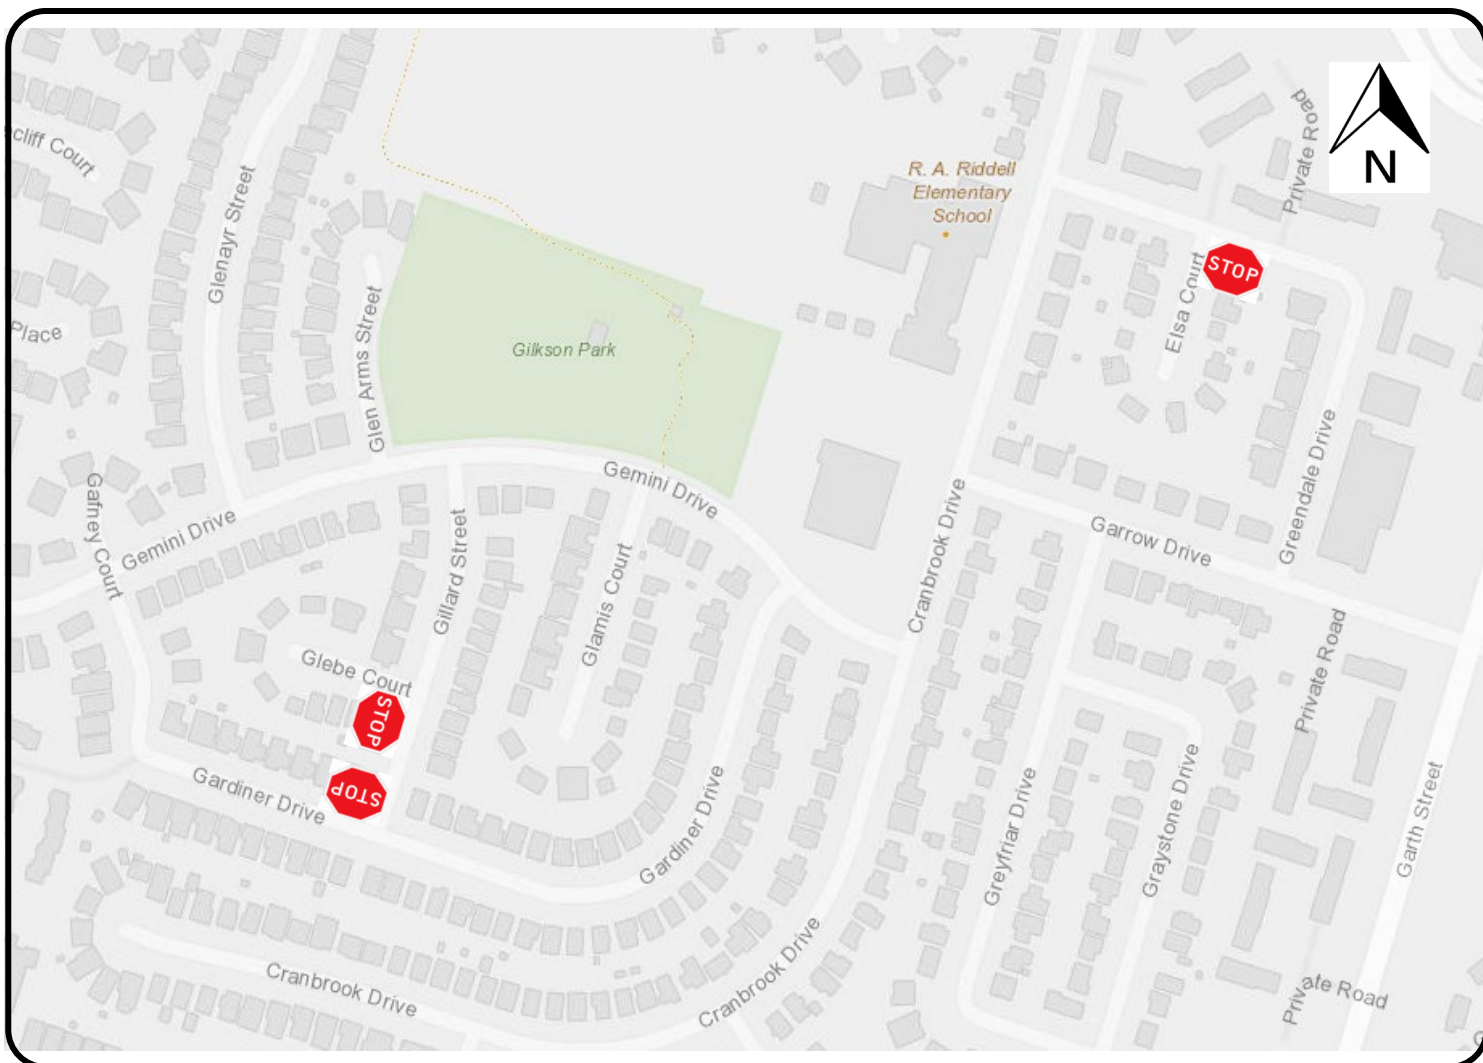 cliff Court
Glenayr Street
R. A. Riddell
Elementary
School
Private Road
N
STOP
Elsa Court
Place
Glen Arms Street
Gilkson Park
Gafney Court
Gemini Drive
Gemini Drive
Gillard Street
Glamis Court
Cranbrook Drive
Garrow Drive
Greendale Drive
Glebe Court
STOP
STOP
Gardiner Drive
Gardiner Drive
Private Road
Greyfriar Drive
Graystone Drive
Garth Street
Cranbrook Drive
Cranbrook Drive
Private Road